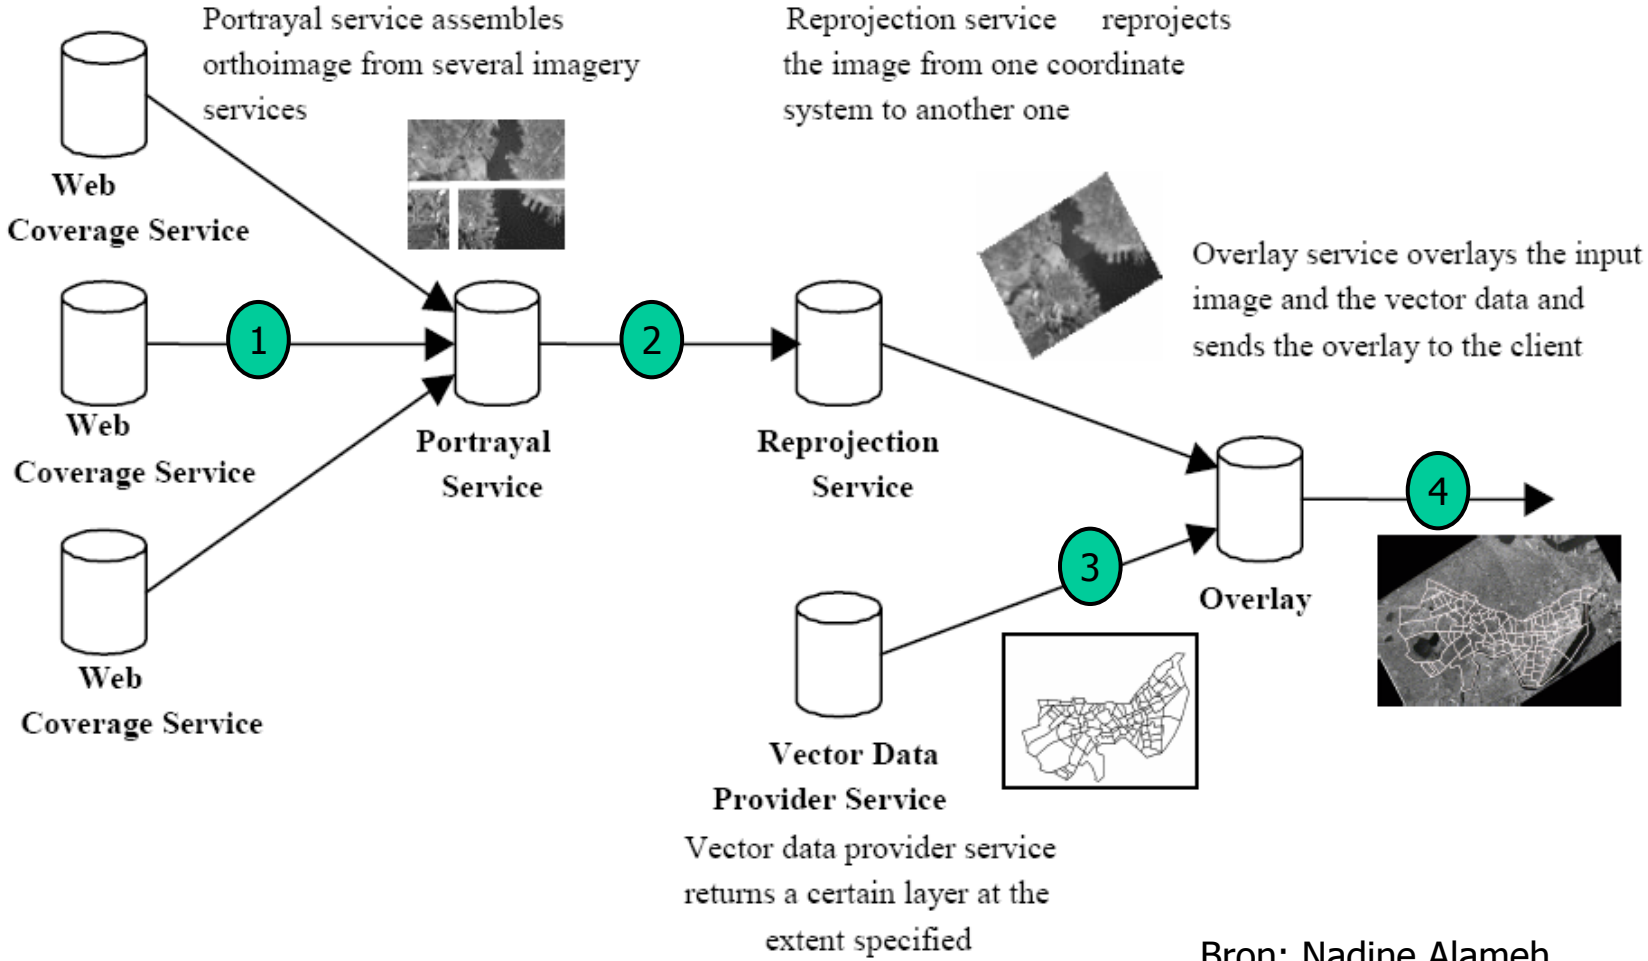 Portrayal service assembles
orthoimage from several imagery
services
Reprojection service reprojects
the image from one coordinate
system to another one
Web
Coverage Service
Overlay service overlays the input
image and the vector data and
sends the overlay to the client
1
2
Web
Coverage Service
Portrayal
Service
Reprojection
Service
4
3
Overlay
Web
Coverage Service
Vector Data
Provider Service
Vector data provider service
returns a certain layer at the
extent specified
Bron: Nadine Alameh